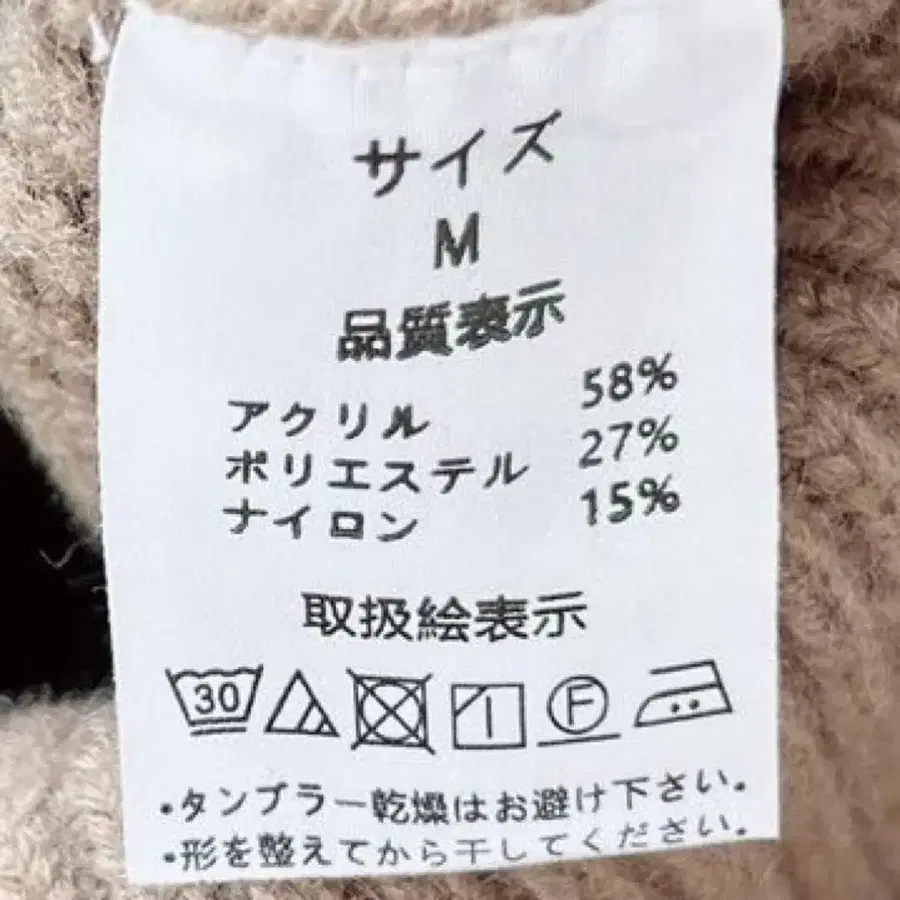 サイズ
M
品質表示
アクリル 58%
ポリエステル 27%
ナイロン 15%
取扱絵表示
30 F
・タンブラー乾燥はお避け下さい。
・形を整えてから干してください。